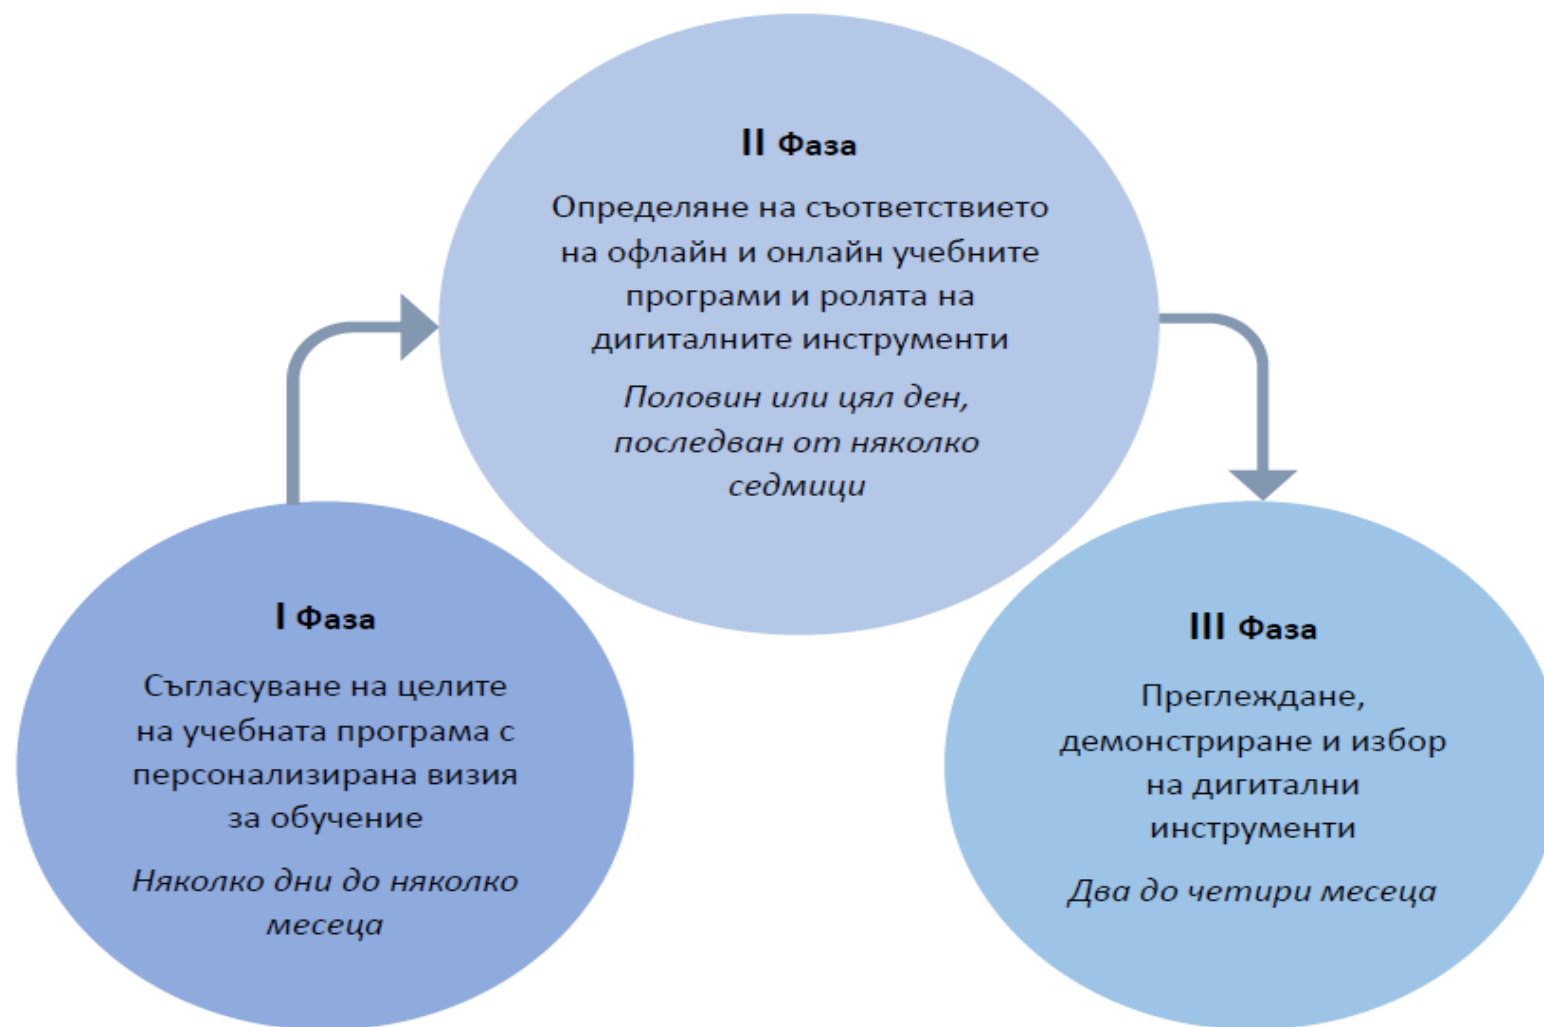 I Фаза
Съгласуване на целите
на учебната програма с
персонализирана визия
за обучение
Няколко дни до няколко
месеца
II Фаза
Определяне на съответствието
на офлайн и онлайн учебните
програми и ролята на
дигиталните инструменти
Половин или цял ден,
последван от няколко
седмици
III Фаза
Преглеждане,
демонстриране и избор
на дигитални
инструменти
Два до четири месеца